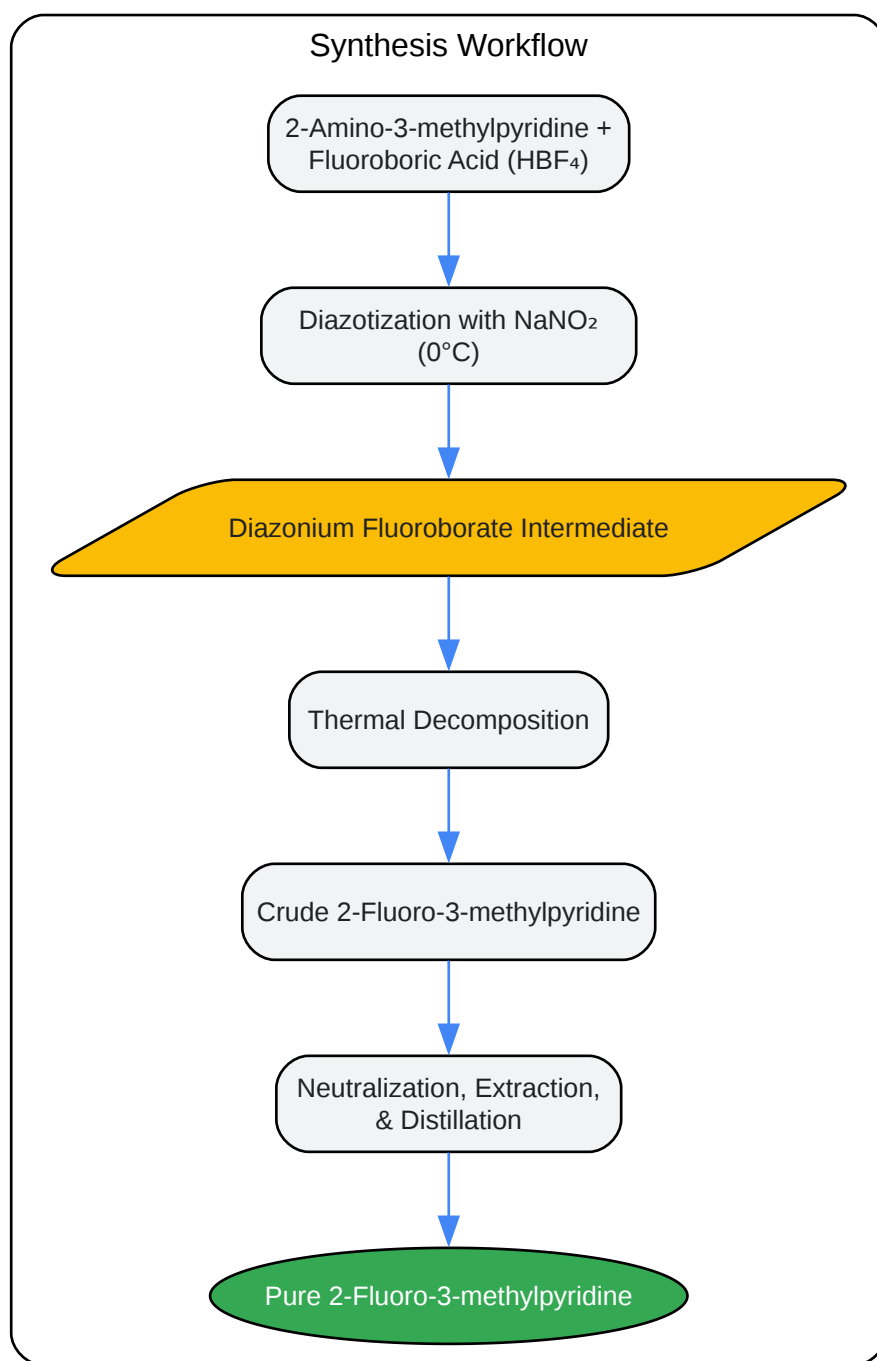 Synthesis Workflow
2-Amino-3-methylpyridine +
Fluoroboric Acid (HBF₄)
Diazotization with NaNO₂
(0°C)
Diazonium Fluoroborate Intermediate
Thermal Decomposition
Crude 2-Fluoro-3-methylpyridine
Neutralization, Extraction,
& Distillation
Pure 2-Fluoro-3-methylpyridine